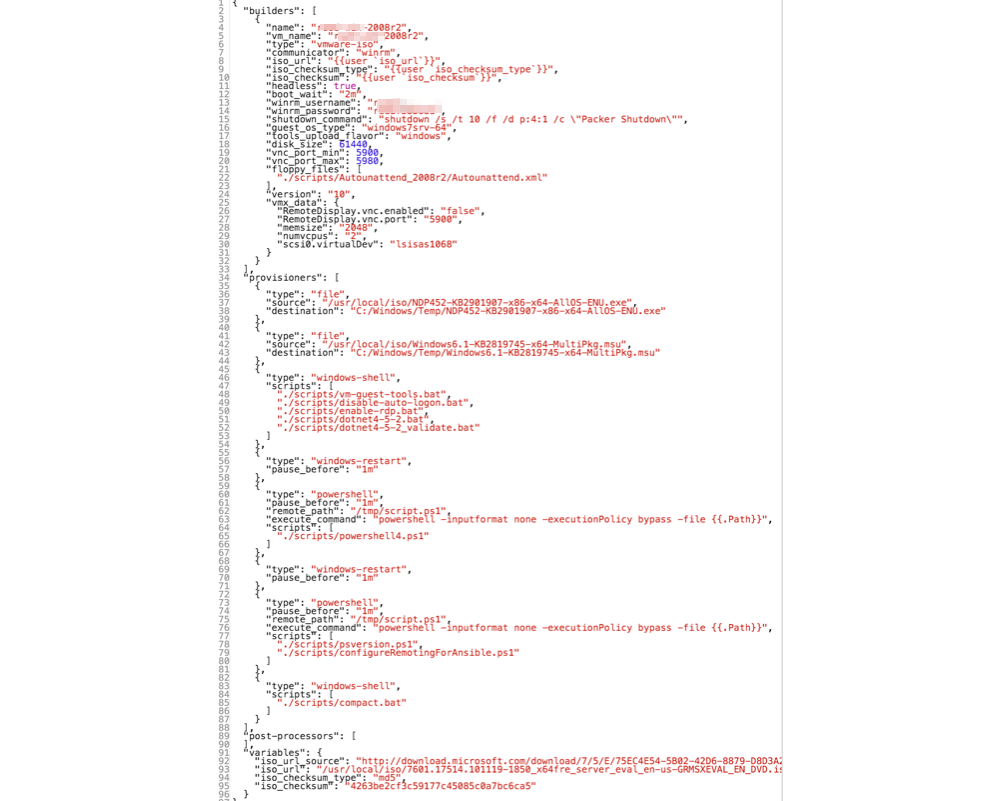 1 {
2 "builders": [
3 {
4 "name": "-2008r2",
5 "vm_name": "2008r2",
6 "type": "vmware-iso",
7 "communicator": "winrm",
8 "iso_url": "{{user `iso_url`}}",
9 "iso_checksum_type": "{{user `iso_checksum_type`}}",
10 "iso_checksum": "{{user `iso_checksum`}}",
11 "headless": true,
12 "boot_wait": "2m",
13 "winrm_username": "
14 "winrm_password": "
15 "shutdown_command": "shutdown /s /t 10 /f /d p:4:1 /c \"Packer Shutdown\"",
16 "guest_os_type": "windows7srv-64",
17 "tools_upload_flavor": "windows",
18 "disk_size": 61440,
19 "vnc_port_min": 5900,
20 "vnc_port_max": 5980,
21 "floppy_files": [
22 "./scripts/Autounattend_2008r2/Autounattend.xml"
23 ],
24 "version": "10",
25 "vmx_data": {
26 "RemoteDisplay.vnc.enabled": "false",
27 "RemoteDisplay.vnc.port": "5900",
28 "memsize": "2048",
29 "numvcpus": "2",
30 "scsi0.virtualDev": "lsisas1068"
31 }
32 }
33 ],
34 "provisioners": [
35 {
36 "type": "file",
37 "source": "/usr/local/iso/NDP452-KB2901907-x86-x64-AllOS-ENU.exe",
38 "destination": "C:/Windows/Temp/NDP452-KB2901907-x86-x64-AllOS-ENU.exe"
39 },
40 {
41 "type": "file",
42 "source": "/usr/local/iso/Windows6.1-KB2819745-x64-MultiPkg.msu",
43 "destination": "C:/Windows/Temp/Windows6.1-KB2819745-x64-MultiPkg.msu"
44 },
45 {
46 "type": "windows-shell",
47 "scripts": [
48 "./scripts/vm-guest-tools.bat",
49 "./scripts/disable-auto-logon.bat",
50 "./scripts/enable-rdp.bat",
51 "./scripts/dotnet4-5-2.bat",
52 "./scripts/dotnet4-5-2_validate.bat"
53 ]
54 },
55 {
56 "type": "windows-restart",
57 "pause_before": "1m"
58 },
59 {
60 "type": "powershell",
61 "pause_before": "1m",
62 "remote_path": "/tmp/script.ps1",
63 "execute_command": "powershell -inputformat none -executionPolicy bypass -file {{.Path}}",
64 "scripts": [
65 "./scripts/powershell4.ps1"
66 ]
67 },
68 {
69 "type": "windows-restart",
70 "pause_before": "1m"
71 },
72 {
73 "type": "powershell",
74 "pause_before": "1m",
75 "remote_path": "/tmp/script.ps1",
76 "execute_command": "powershell -inputformat none -executionPolicy bypass -file {{.Path}}",
77 "scripts": [
78 "./scripts/psversion.ps1",
79 "./scripts/configureRemotingForAnsible.ps1"
80 ]
81 },
82 {
83 "type": "windows-shell",
84 "scripts": [
85 "./scripts/compact.bat"
86 ]
87 }
88 ],
89 "post-processors": [
90 ],
91 "variables": {
92 "iso_url_source": "http://download.microsoft.com/download/7/5/E/75EC4E54-5B02-42D6-8879-D8D3A2
93 "iso_url": "/usr/local/iso/7601.17514.101119-1850_x64fre_server_eval_en-us-GRMSXEVAL_EN_DVD.is
94 "iso_checksum_type": "md5",
95 "iso_checksum": "4263be2cf3c59177c45085c0a7bc6ca5"
96 }